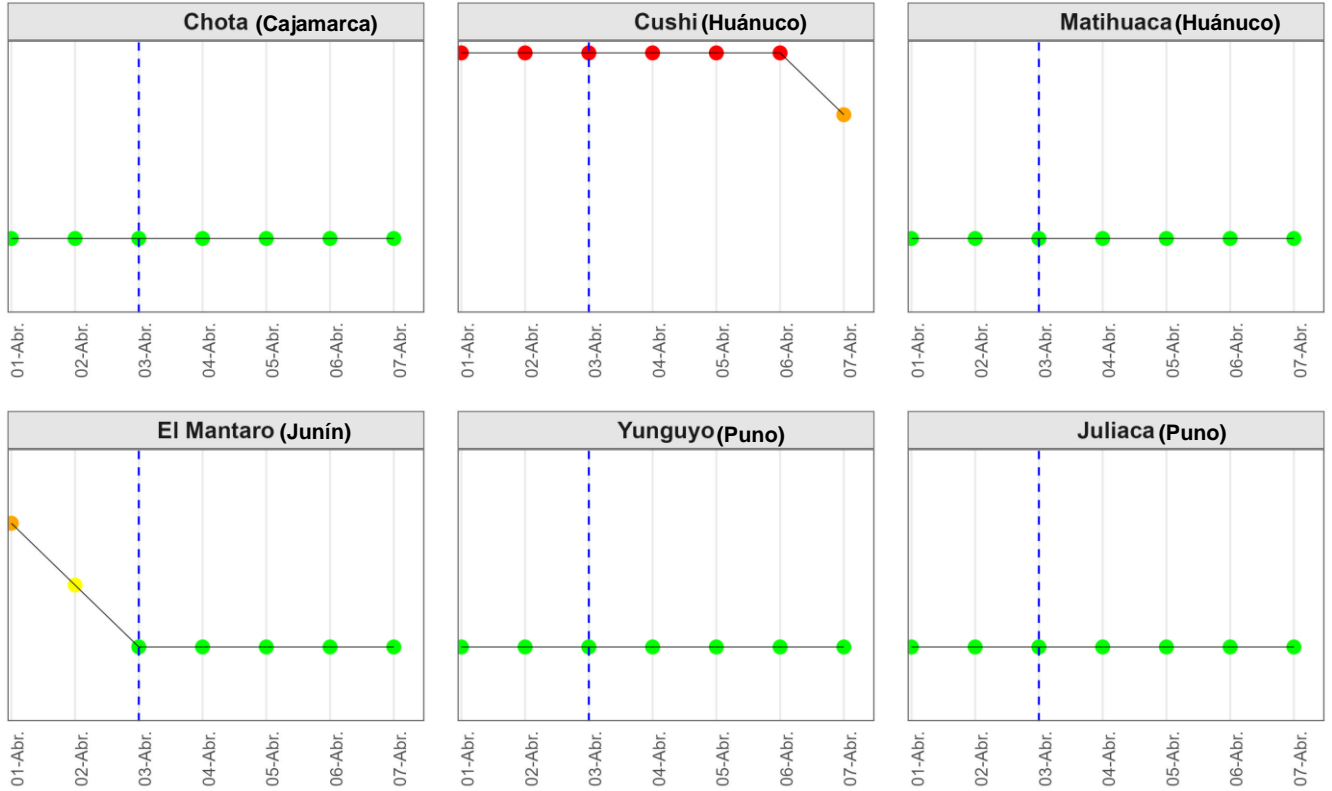 Chota (Cajamarca)
Cushi (Huánuco)
Matihuaca (Huánuco)
01-Abr.
02-Abr.
03-Abr.
04-Abr.
05-Abr.
06-Abr.
07-Abr.
01-Abr.
02-Abr.
03-Abr.
04-Abr.
05-Abr.
06-Abr.
07-Abr.
01-Abr.
02-Abr.
03-Abr.
04-Abr.
05-Abr.
06-Abr.
07-Abr.
El Mantaro (Junín)
Yunguyo (Puno)
Juliaca (Puno)
01-Abr.
02-Abr.
03-Abr.
04-Abr.
05-Abr.
06-Abr.
07-Abr.
01-Abr.
02-Abr.
03-Abr.
04-Abr.
05-Abr.
06-Abr.
07-Abr.
01-Abr.
02-Abr.
03-Abr.
04-Abr.
05-Abr.
06-Abr.
07-Abr.